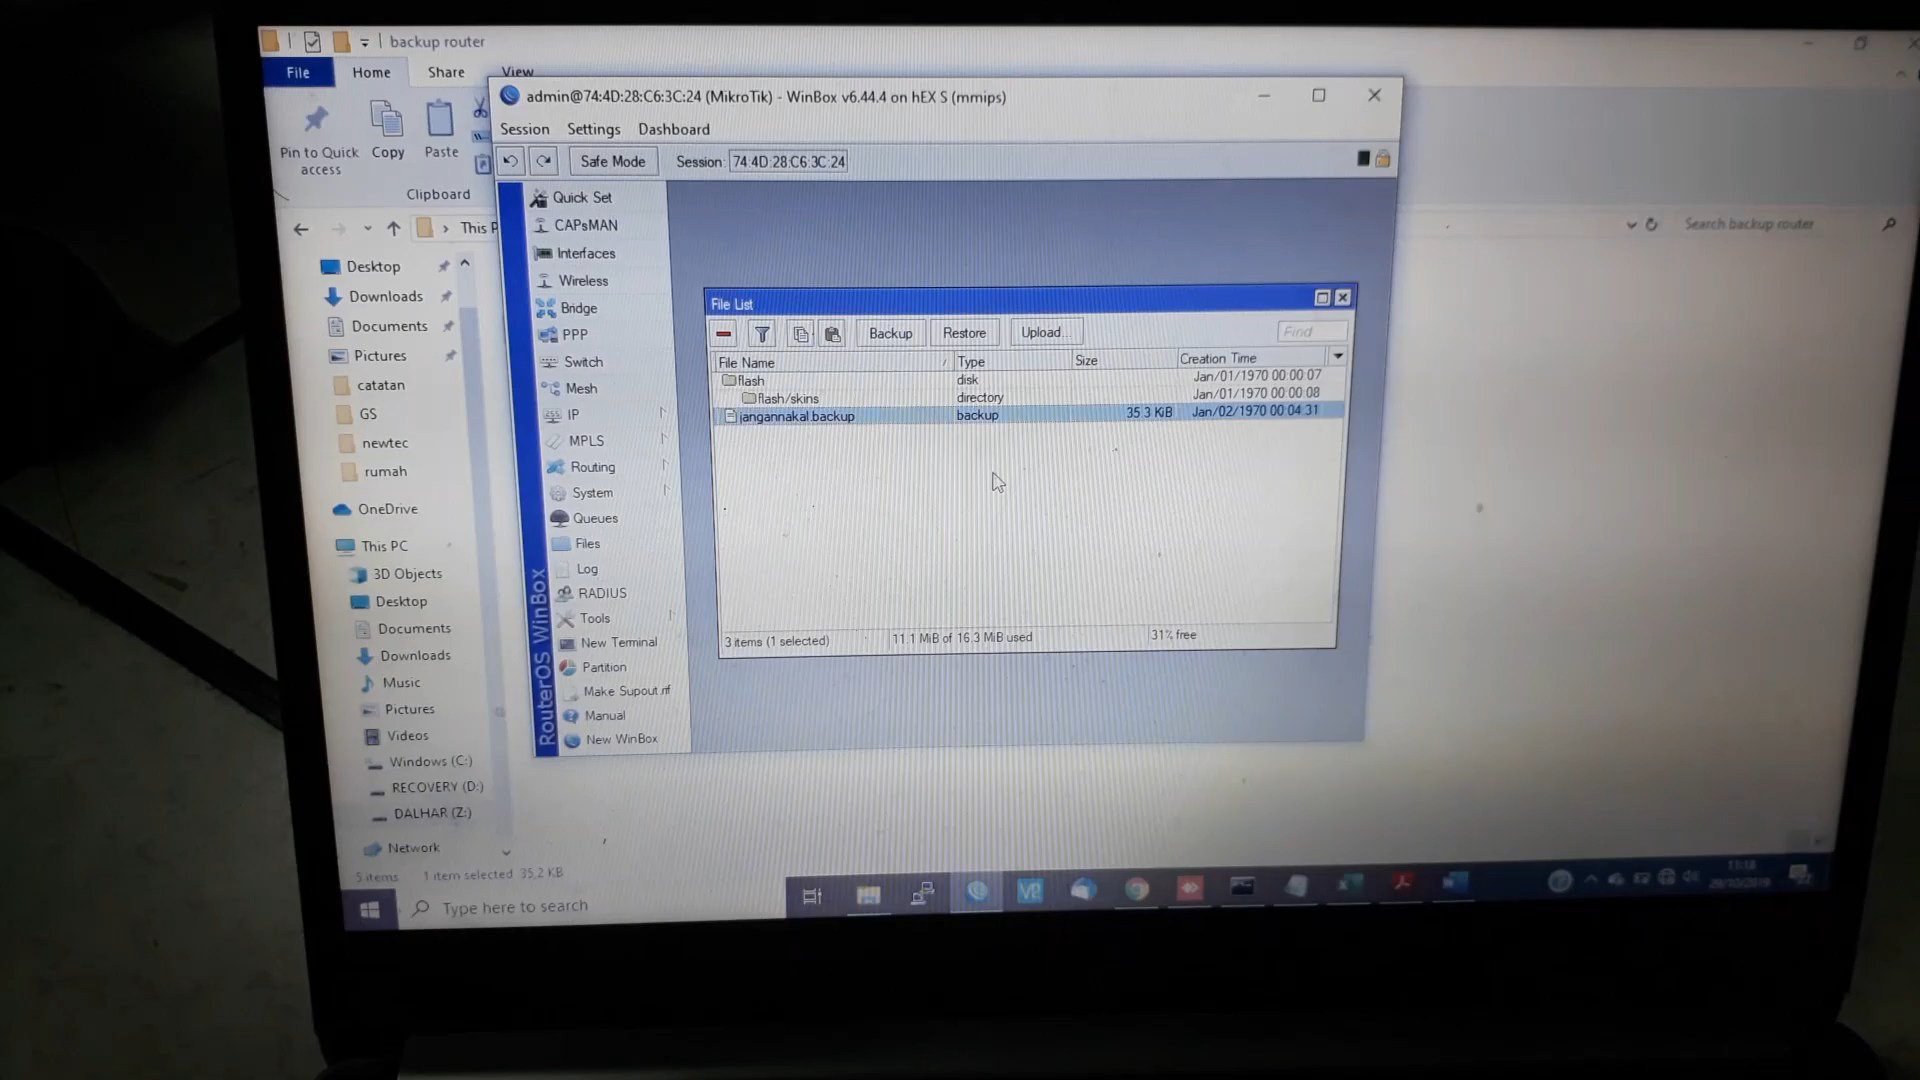 backup router
File Home Share View
Pin to Quick access
Copy
Paste
Clipboard
This P
Search backup router
Desktop
Downloads
Documents
Pictures
catatan
GS
newtec
rumah
OneDrive
This PC
3D Objects
Desktop
Documents
Downloads
Music
Pictures
Videos
Windows (C:)
RECOVERY (D:)
DALHAR (Z:)
Network
5 items 1 item selected 35,2 KB
admin@74:4D:28:C6:3C:24 (MikroTik) - WinBox v6.44.4 on hEX S (mmips)
Session Settings Dashboard
Safe Mode Session: 74:4D:28:C6:3C:24
RouterOS WinBox
Quick Set
CAPsMAN
Interfaces
Wireless
Bridge
PPP
Switch
Mesh
IP
MPLS
Routing
System
Queues
Files
Log
RADIUS
Tools
New Terminal
Partition
Make Supout.rif
Manual
New WinBox
File List
Backup Restore Upload... Find
File Name Type Size Creation Time
flash disk Jan/01/1970 00:00:07
flash/skins directory Jan/01/1970 00:00:08
jangannakal.backup backup 35.3 KiB Jan/02/1970 00:04:31
3 items (1 selected) 11.1 MiB of 16.3 MiB used 31% free
Type here to search